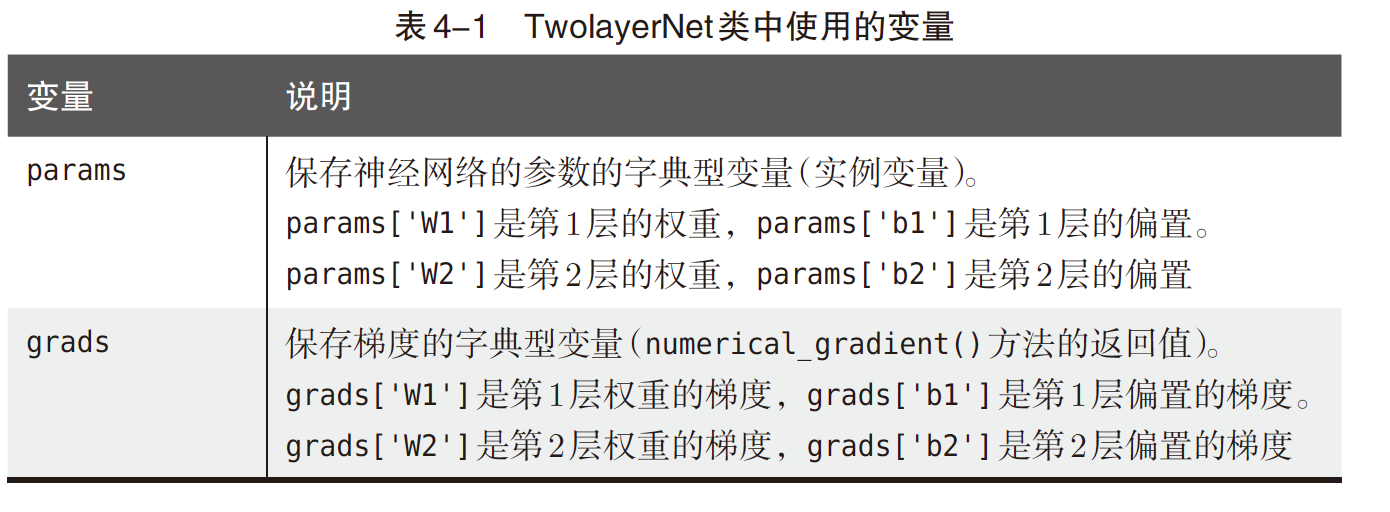 表 4–1 TwolayerNet类中使用的变量
变量 说明
params 保存神经网络的参数的字典型变量(实例变量)。
params['W1']是第1层的权重，params['b1']是第1层的偏置。
params['W2']是第2层的权重，params['b2']是第2层的偏置
grads 保存梯度的字典型变量(numerical_gradient()方法的返回值)。
grads['W1']是第1层权重的梯度，grads['b1']是第1层偏置的梯度。
grads['W2']是第2层权重的梯度，grads['b2']是第2层偏置的梯度